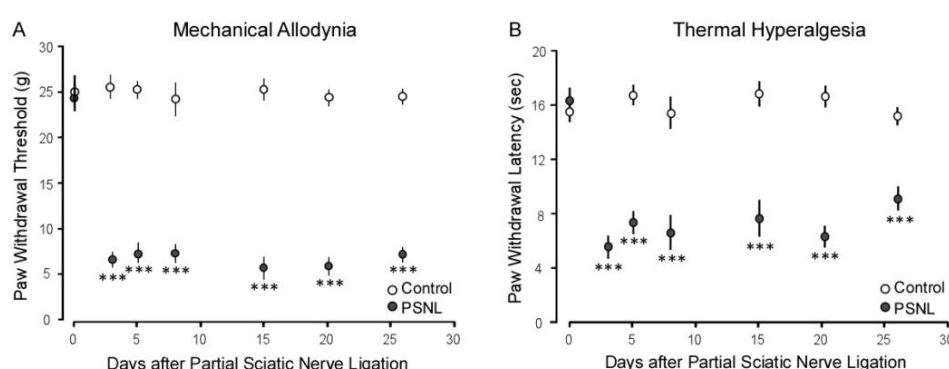 A
Mechanical Allodynia
Paw Withdrawal Threshold (g)
30
25
20
15
10
5
0
***
***
***
***
***
***
Control
PSNL
0 5 10 15 20 25 30
Days after Partial Sciatic Nerve Ligation
B
Thermal Hyperalgesia
Paw Withdrawal Latency (sec)
20
16
12
8
4
0
***
***
***
***
***
***
Control
PSNL
0 5 10 15 20 25 30
Days after Partial Sciatic Nerve Ligation